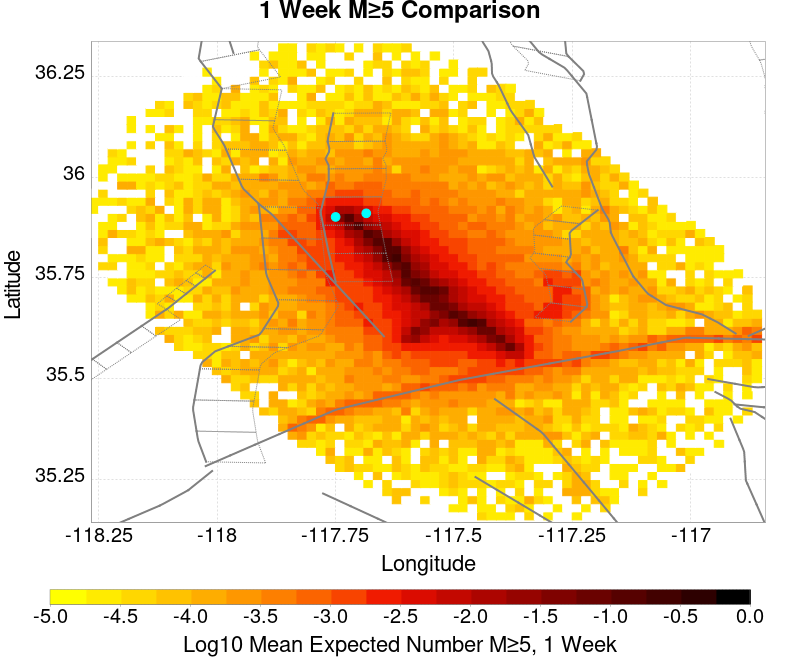 1 Week M≥5 Comparison
36.25
36
35.75
35.5
35.25
Latitude
-118.25 -118 -117.75 -117.5 -117.25 -117
Longitude
-5.0 -4.5 -4.0 -3.5 -3.0 -2.5 -2.0 -1.5 -1.0 -0.5 0.0
Log10 Mean Expected Number M≥5, 1 Week